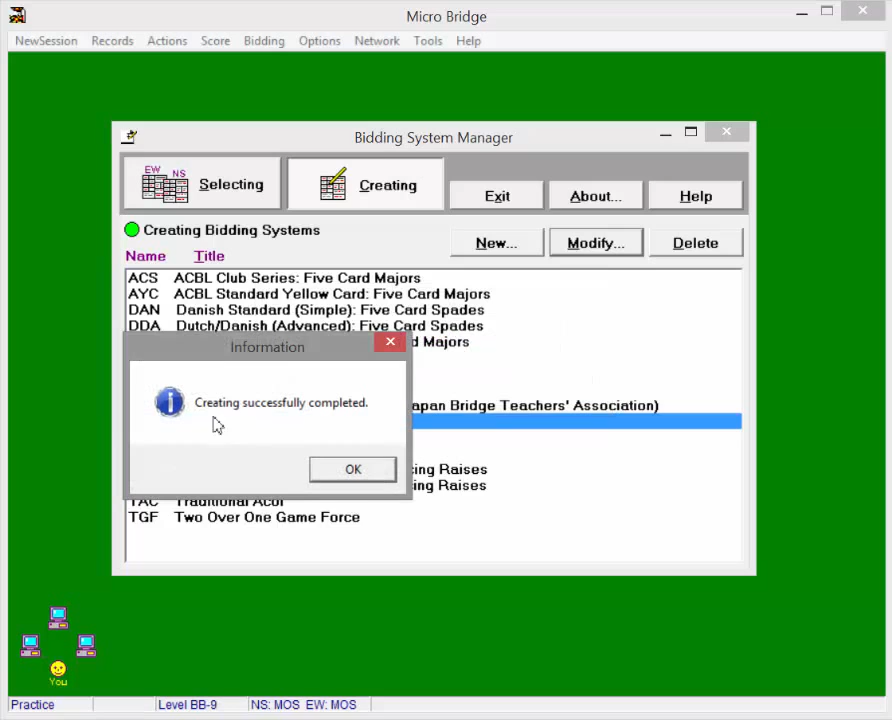 Micro Bridge
NewSession Records Actions Score Bidding Options Network Tools Help
Bidding System Manager
EW NS Selecting Creating Exit About... Help
Creating Bidding Systems New... Modify... Delete
Name Title
ACS ACBL Club Series: Five Card Majors
AYC ACBL Standard Yellow Card: Five Card Majors
DAN Danish Standard (Simple): Five Card Spades
DDA Dutch/Danish (Advanced): Five Card Spades
d Majors
Information
Creating successfully completed.
OK
apan Bridge Teachers' Association)
ing Raises
ing Raises
TAC Traditional Acol
TGF Two Over One Game Force
You
Practice Level BB-9 NS: MOS EW: MOS